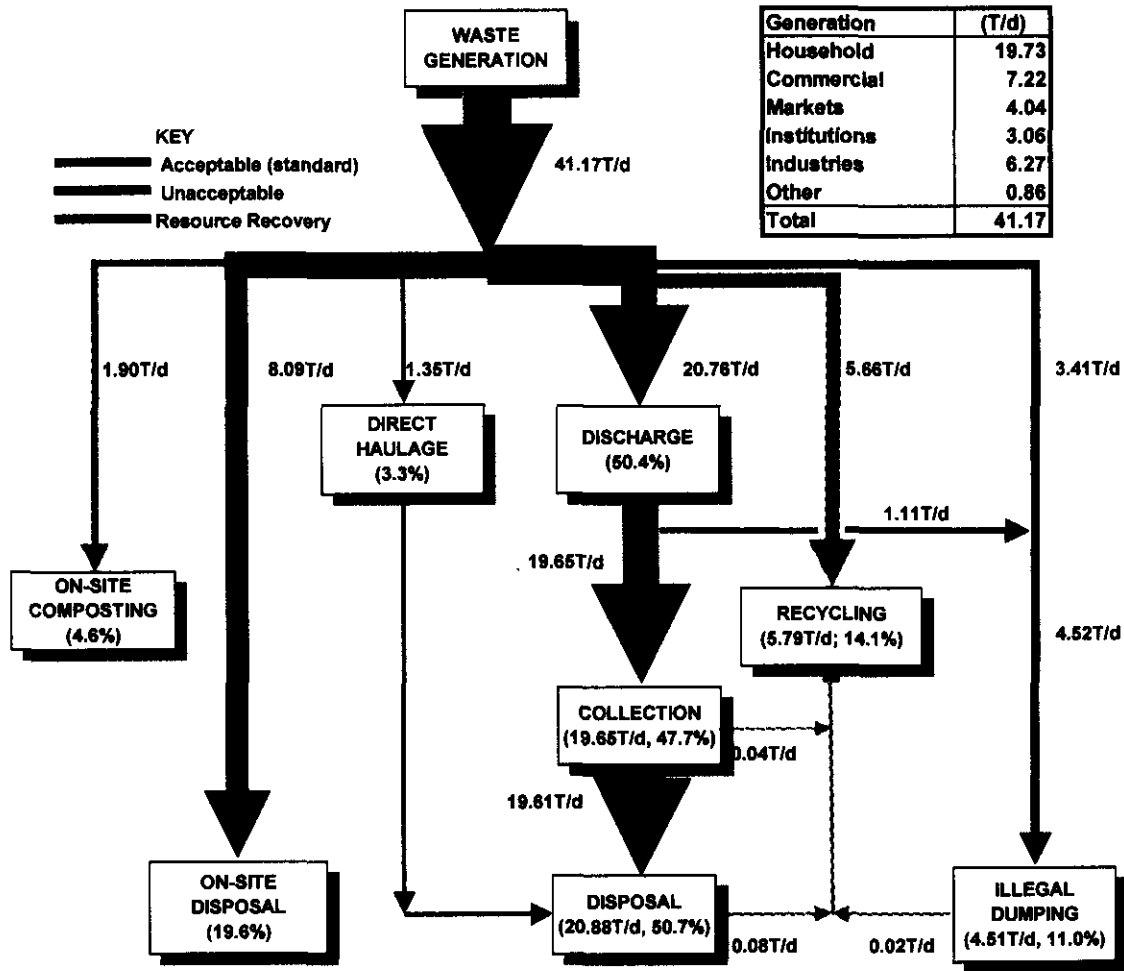 WASTE
GENERATION
Generation (T/d)
Household 19.73
Commercial 7.22
Markets 4.04
Institutions 3.06
Industries 6.27
Other 0.86
Total 41.17
KEY
Acceptable (standard)
Unacceptable
Resource Recovery
41.17T/d
1.90T/d
8.09T/d
1.35T/d
20.76T/d
5.66T/d
3.41T/d
DIRECT
HAULAGE
(3.3%)
DISCHARGE
(50.4%)
1.11T/d
19.65T/d
ON-SITE
COMPOSTING
(4.6%)
RECYCLING
(5.79T/d; 14.1%)
4.52T/d
COLLECTION
(19.65T/d, 47.7%)
0.04T/d
19.61T/d
ON-SITE
DISPOSAL
(19.6%)
DISPOSAL
(20.88T/d, 50.7%)
0.08T/d
0.02T/d
ILLEGAL
DUMPING
(4.51T/d, 11.0%)